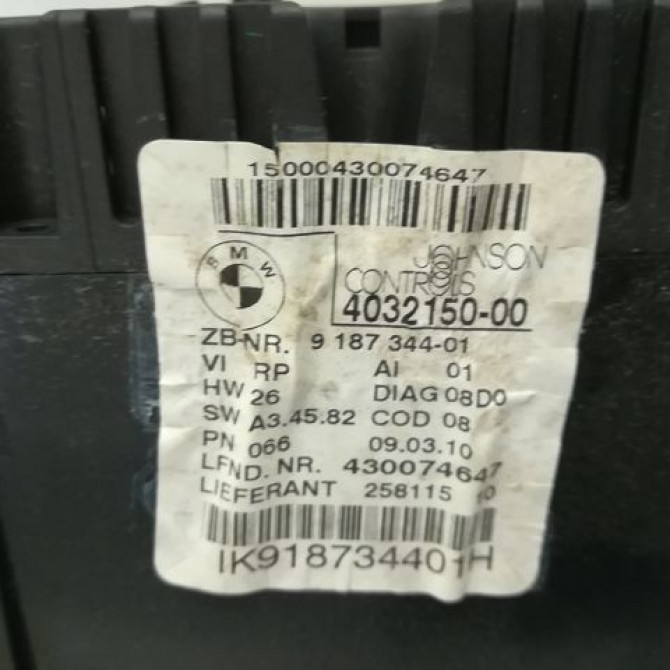 15000430074647
BMW
JOHNSON
CONTROLS
4032150-00
ZB-NR. 9 187 344-01
VI RP AI 01
HW 26 DIAG 08D0
SW A3.45.82 COD 08
PN 066 09.03.10
LFND. NR. 430074647
LIEFERANT 258115 10
IK918734401H